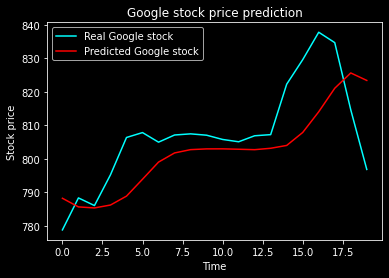 Google stock price prediction
Real Google stock
Predicted Google stock
Stock price
840
830
820
810
800
790
780
0.0 2.5 5.0 7.5 10.0 12.5 15.0 17.5
Time